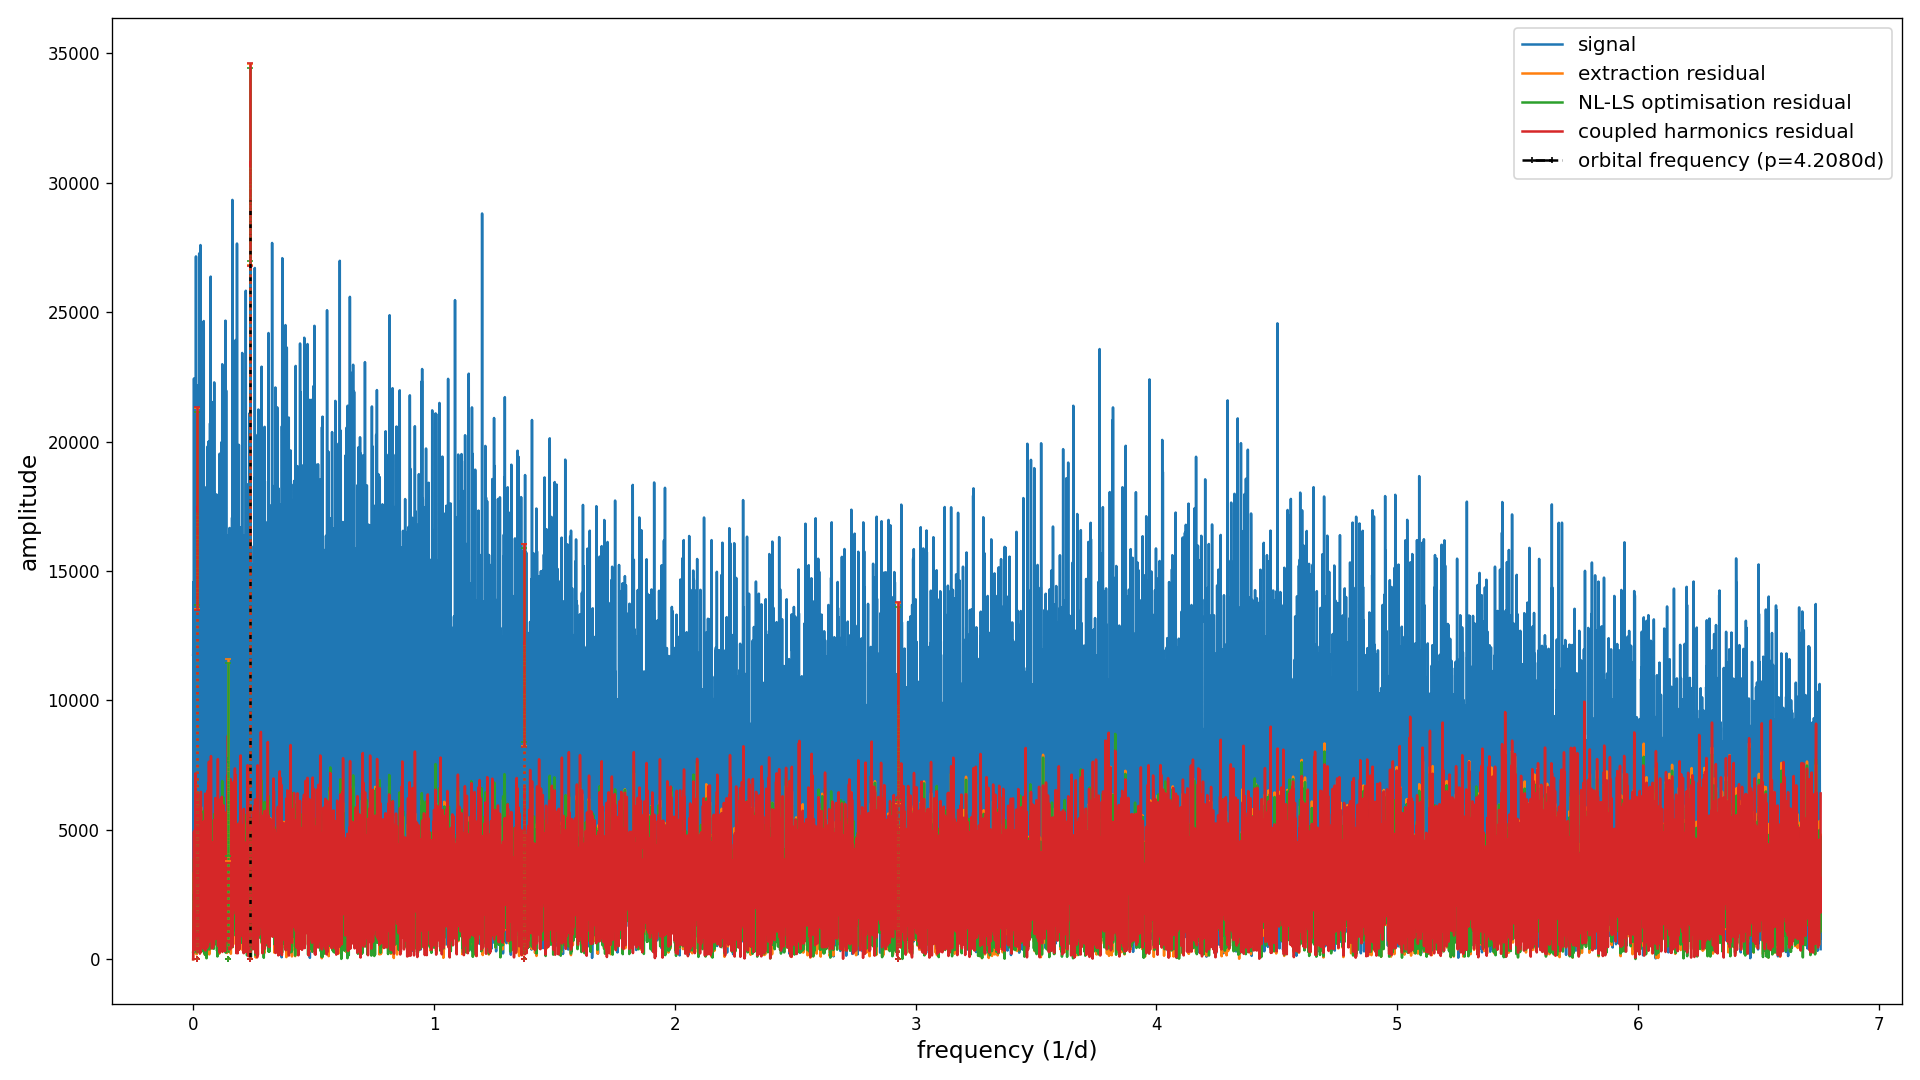 35000
30000
25000
20000
15000
10000
5000
0
amplitude
signal
extraction residual
NL-LS optimisation residual
coupled harmonics residual
orbital frequency (p=4.2080d)
0 1 2 3 4 5 6 7
frequency (1/d)